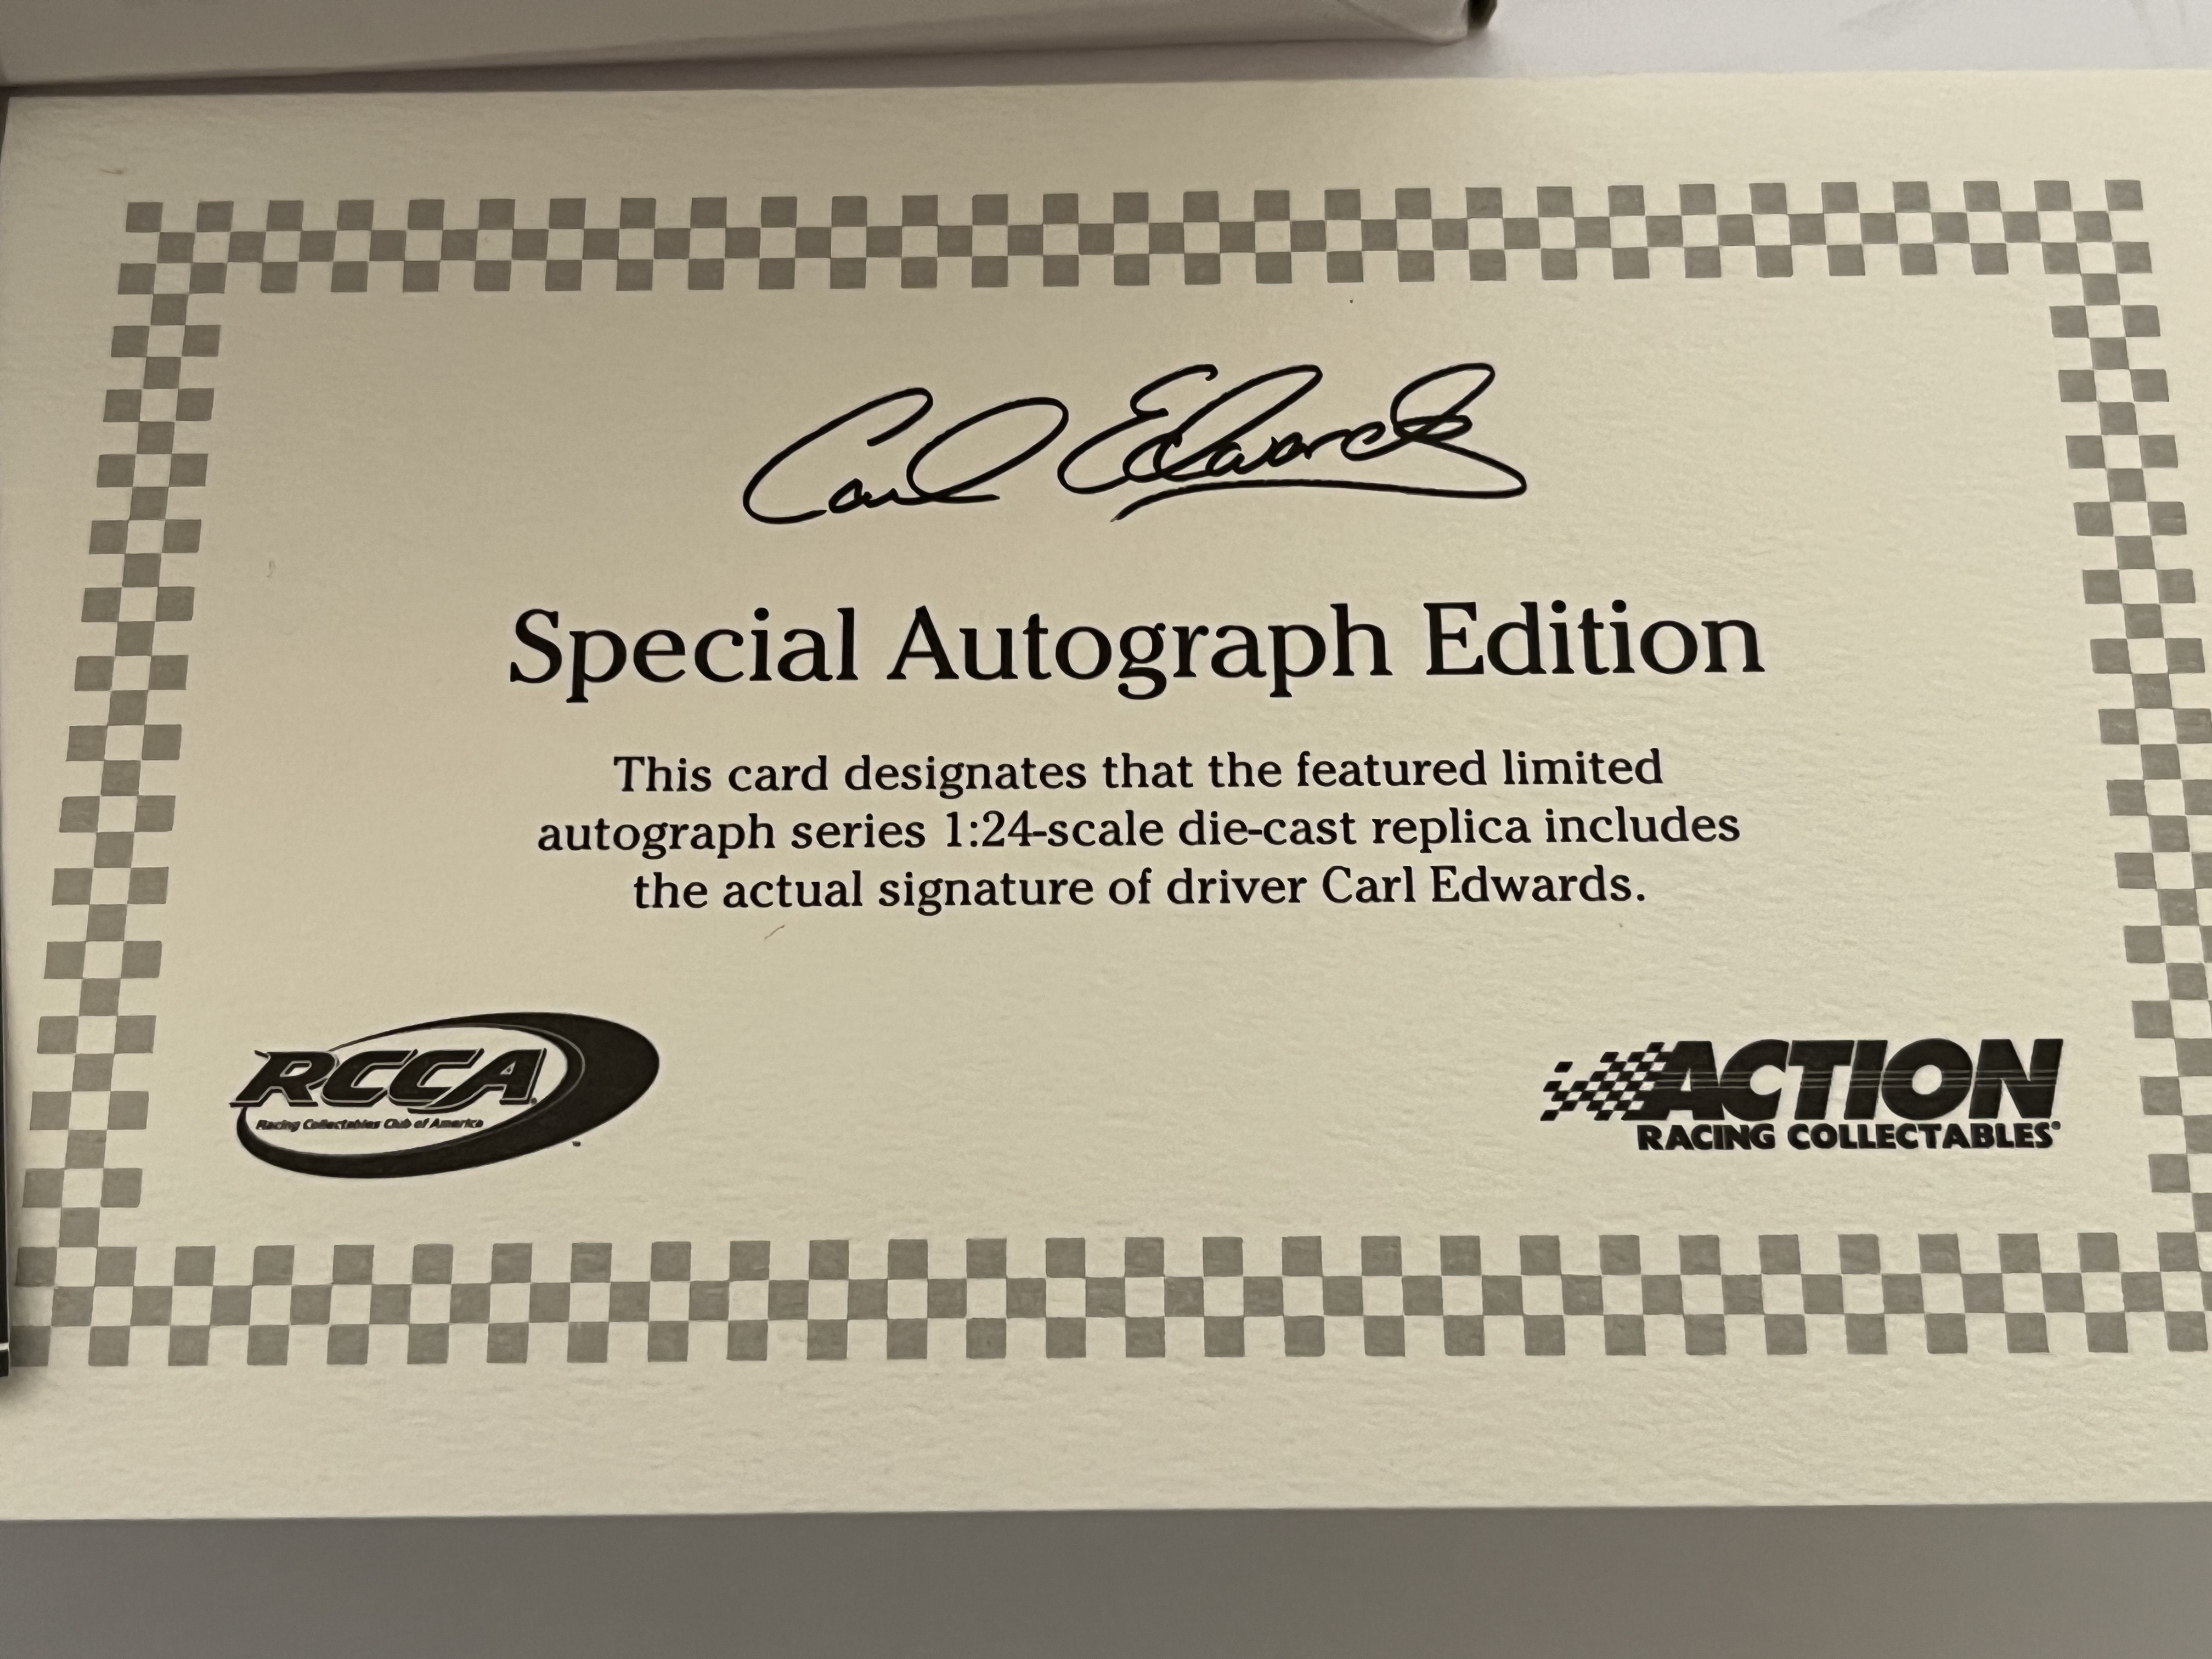 Carl Edwards
Special Autograph Edition
This card designates that the featured limited
autograph series 1:24-scale die-cast replica includes
the actual signature of driver Carl Edwards.
RCCA®
Racing Collectables Club of America
™
ACTION
RACING COLLECTABLES®